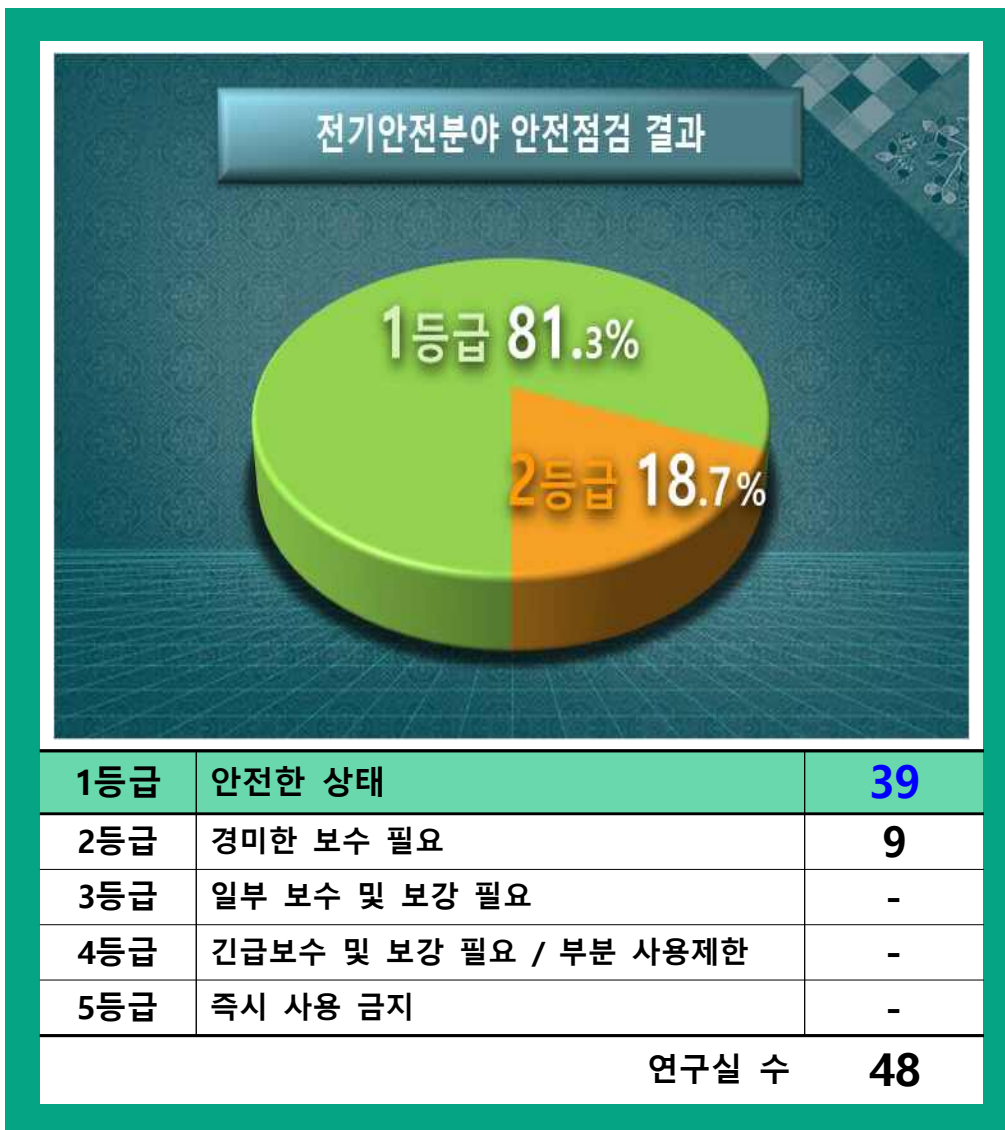 전기안전분야 안전점검 결과
1등급 81.3%
2등급 18.7%
1등급 안전한 상태 39
2등급 경미한 보수 필요 9
3등급 일부 보수 및 보강 필요 -
4등급 긴급보수 및 보강 필요 / 부분 사용제한 -
5등급 즉시 사용 금지 -
연구실 수 48